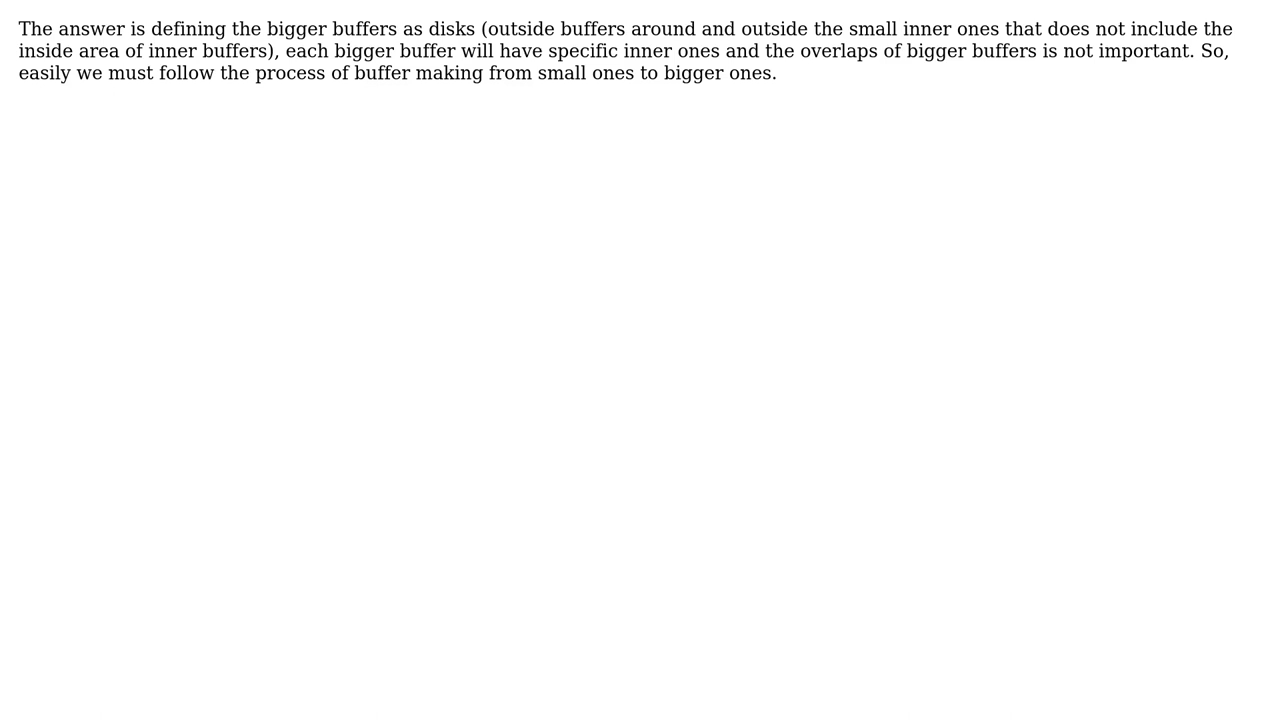 The answer is defining the bigger buffers as disks (outside buffers around and outside the small inner ones that does not include the
inside area of inner buffers), each bigger buffer will have specific inner ones and the overlaps of bigger buffers is not important. So,
easily we must follow the process of buffer making from small ones to bigger ones.